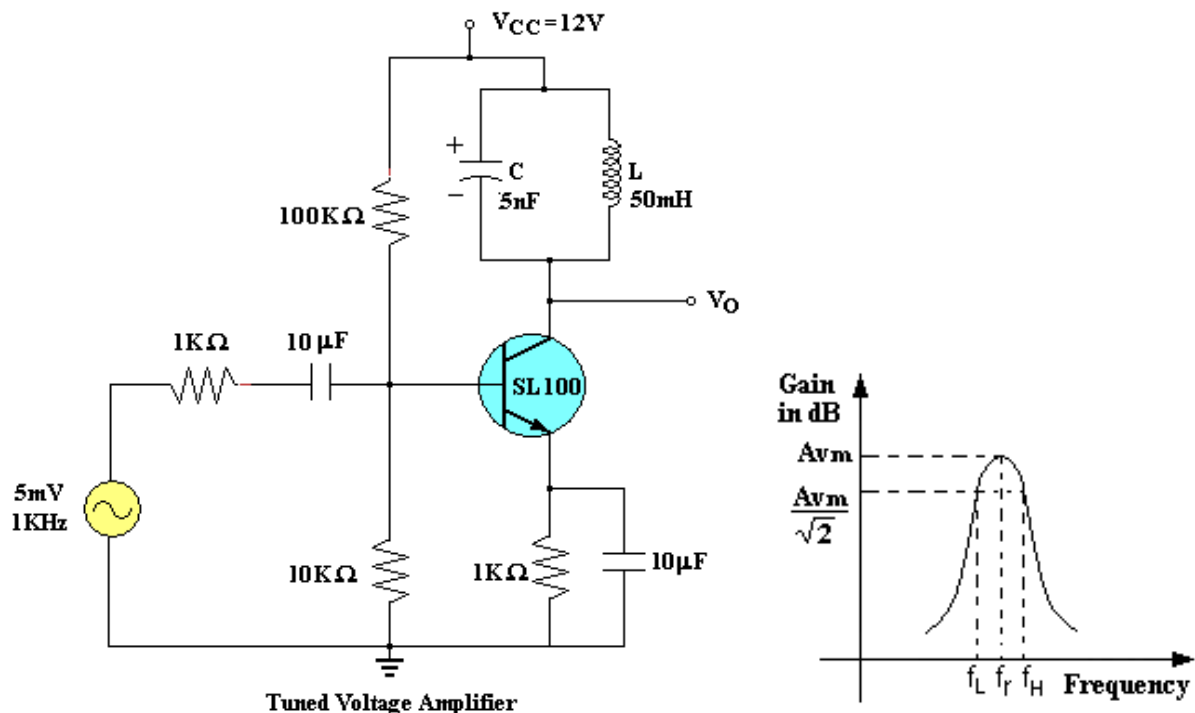 VCC=12V
+
C
5nF
-
L
50mH
100KΩ
VO
1KΩ
10μF
SL100
5mV
1KHz
10KΩ
1KΩ
10μF
Tuned Voltage Amplifier
Gain
in dB
Avm
Avm
√2
fL
fr
fH
Frequency